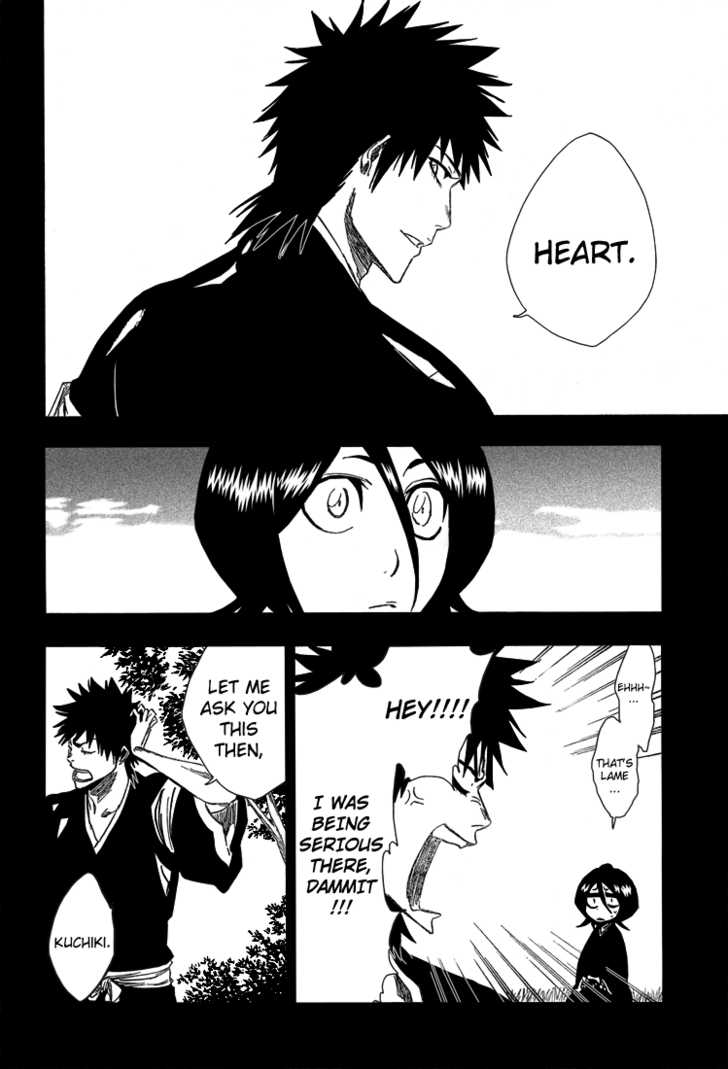 HEART.
EHHH~
...
THAT'S
LAME
...
HEY!!!!
I WAS
BEING
SERIOUS
THERE,
DAMMIT
!!!
LET ME
ASK YOU
THIS
THEN,
KUCHIKI.